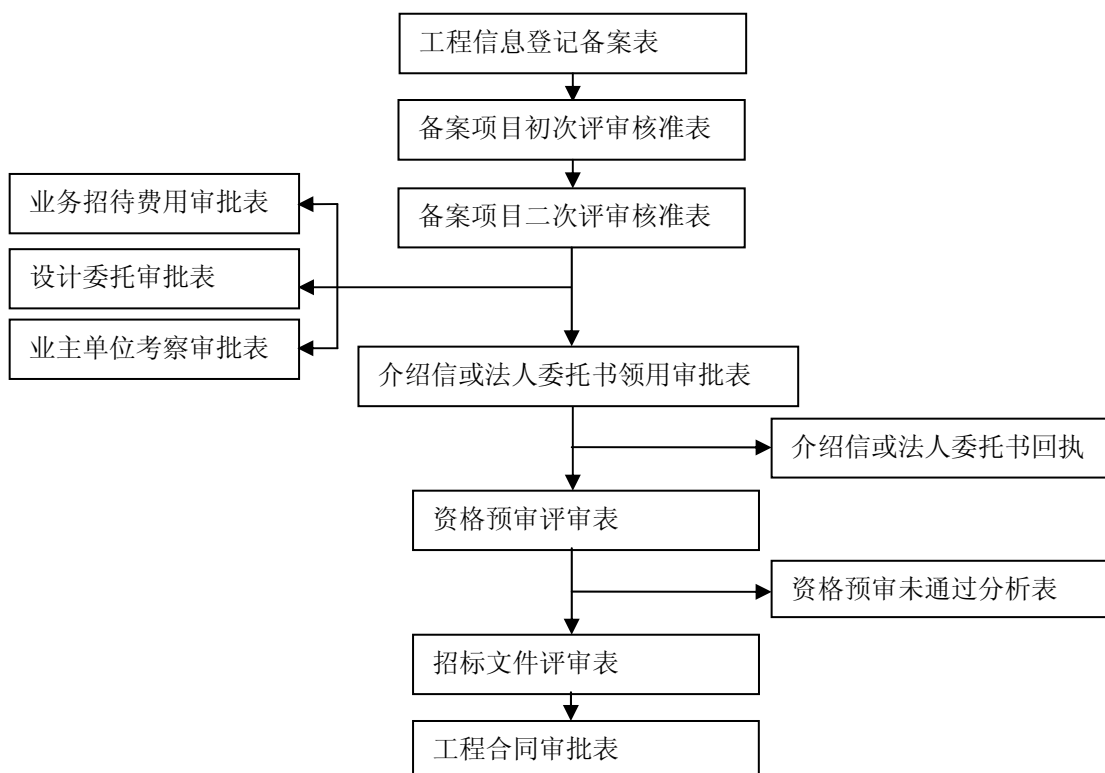 工程信息登记备案表
备案项目初次评审核准表
业务招待费用审批表
备案项目二次评审核准表
设计委托审批表
业主单位考察审批表
介绍信或法人委托书领用审批表
介绍信或法人委托书回执
资格预审评审表
资格预审未通过分析表
招标文件评审表
工程合同审批表